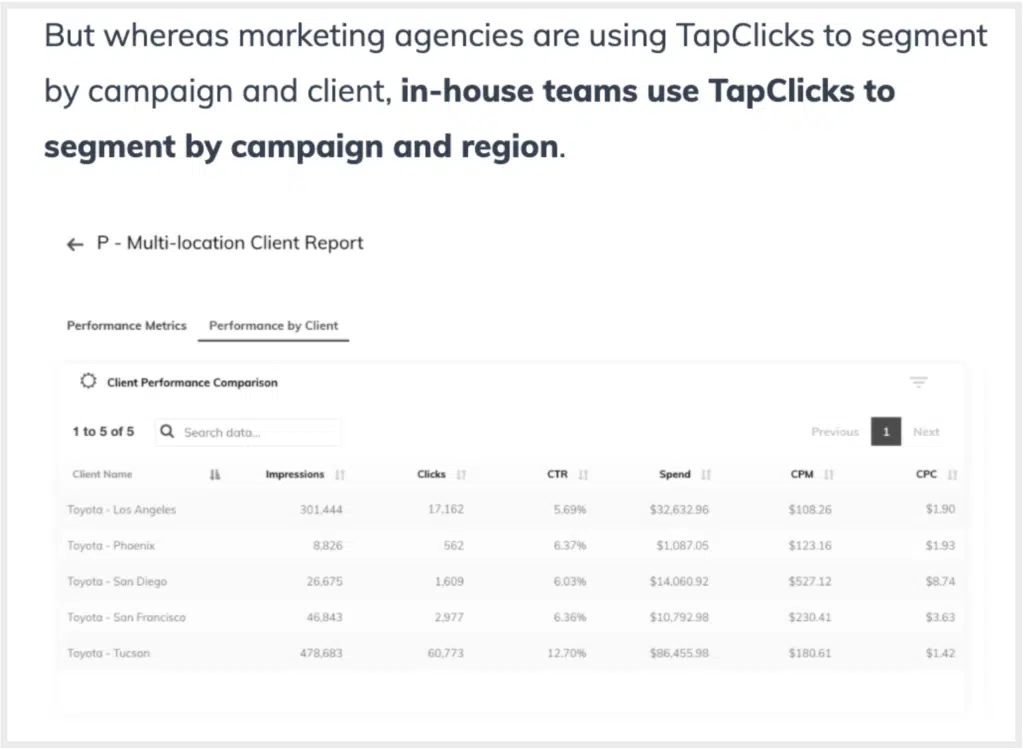 But whereas marketing agencies are using TapClicks to segment
by campaign and client, in-house teams use TapClicks to
segment by campaign and region.
P - Multi-location Client Report
Performance Metrics Performance by Client
Client Performance Comparison
1 to 5 of 5 Search data... Previous 1 Next
Client Name Impressions Clicks CTR Spend CPM CPC
Toyota - Los Angeles 301,444 17,162 5.69% $32,632.96 $108.26 $1.90
Toyota - Phoenix 8,826 562 6.37% $1,087.05 $123.16 $1.93
Toyota - San Diego 26,675 1,609 6.03% $14,060.92 $527.12 $8.74
Toyota - San Francisco 46,843 2,977 6.36% $10,792.98 $230.41 $3.63
Toyota - Tucson 478,683 60,773 12.70% $86,455.98 $180.61 $1.42